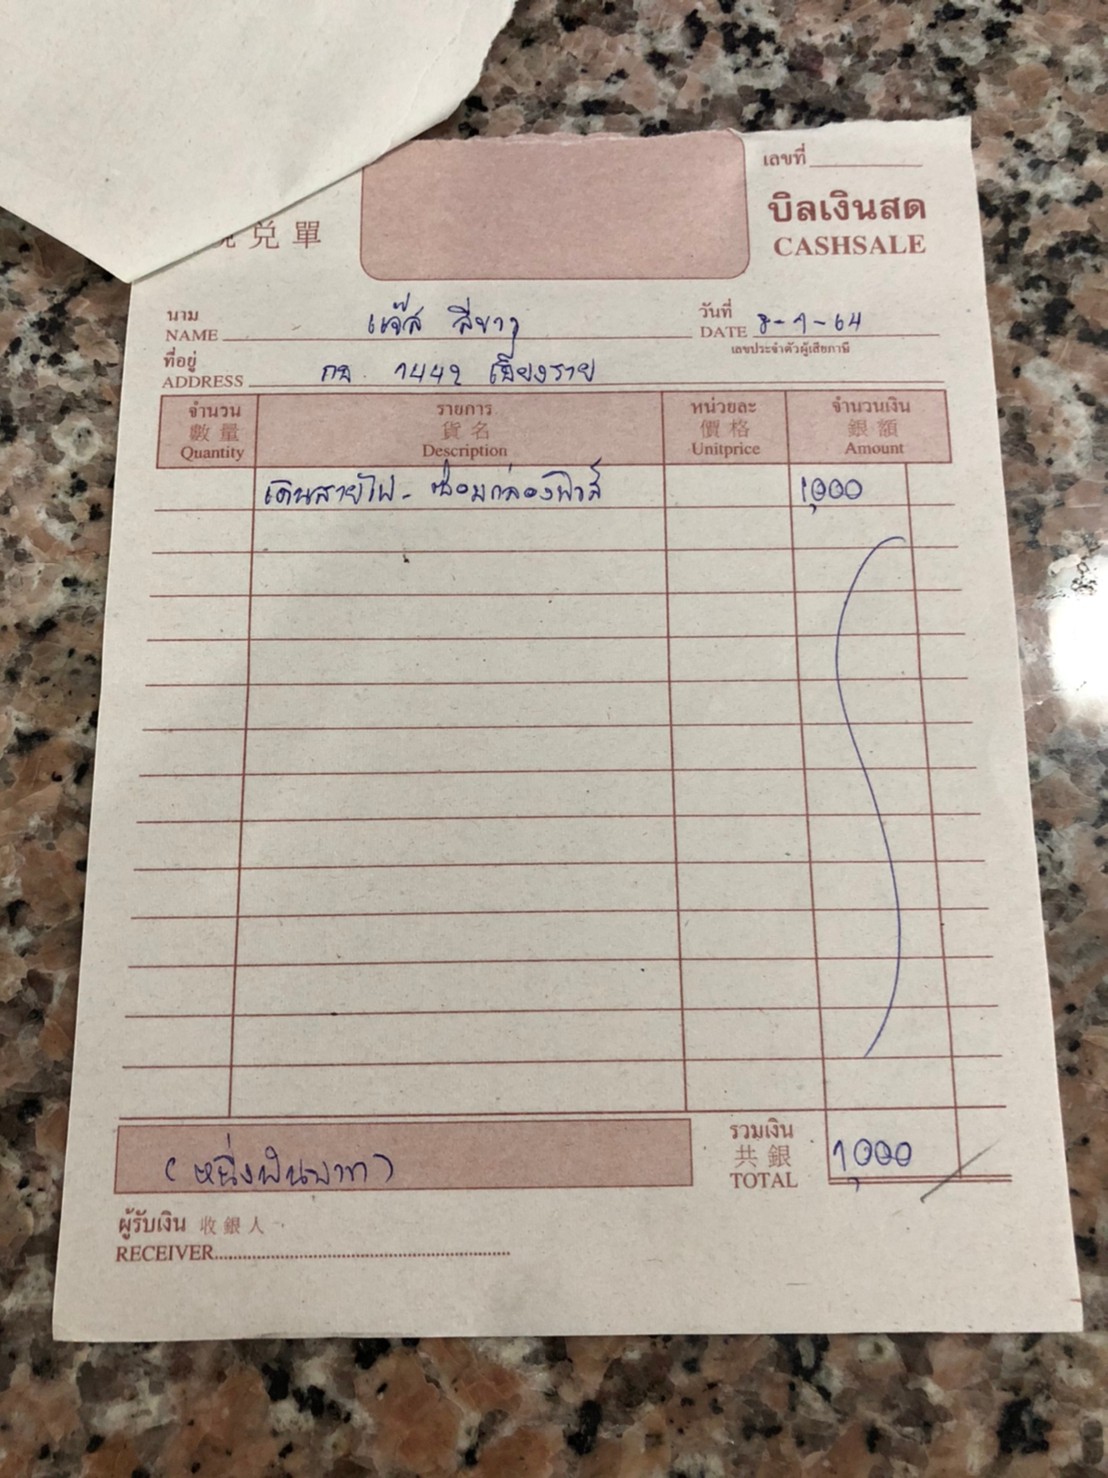 兌單
เลขที่
บิลเงินสด
CASHSALE
นาม
NAME แจ๊ส สีขาว
วันที่
DATE 8-1-64
เลขประจำตัวผู้เสียภาษี
ที่อยู่
ADDRESS กจ 1442 เชียงราย
จำนวน รายการ หน่วยละ จำนวนเงิน
數量 貨名 價格 銀額
Quantity Description Unitprice Amount
เดินสายไฟ - ซ่อมกล่องฟิวส์ 1,000
(หนึ่งพันบาท)
รวมเงิน
共銀
TOTAL 1,000
ผู้รับเงิน 收銀人
RECEIVER